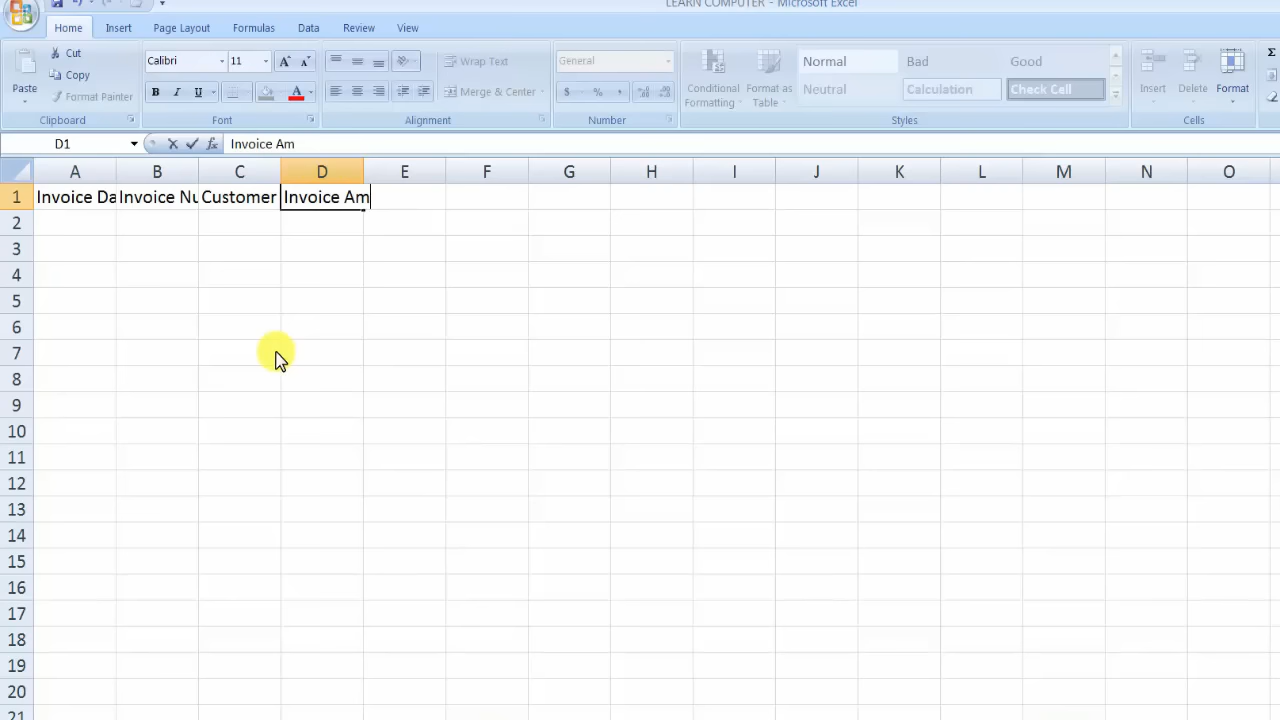 LEARN COMPUTER - Microsoft Excel
Home Insert Page Layout Formulas Data Review View
Cut
Copy
Format Painter
Paste
Clipboard
Calibri 11
B I U A
Font
Wrap Text
Merge & Center
Alignment
General
$ % ,
Number
Conditional Formatting
Format as Table
Normal Bad Good
Neutral Calculation Check Cell
Styles
Insert Delete Format
Cells
Σ
D1 fx Invoice Am
A B C D E F G H I J K L M N O
1 Invoice Da Invoice Nu Customer Invoice Am
2
3
4
5
6
7
8
9
10
11
12
13
14
15
16
17
18
19
20
21